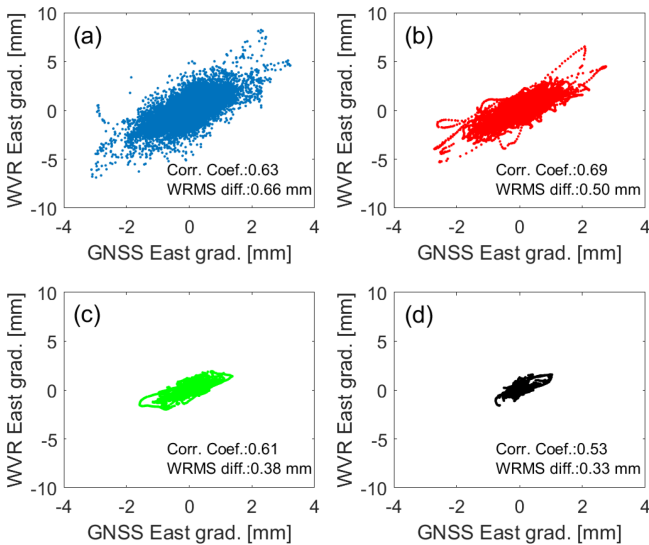 (a)
10
5
0
-5
-10
WVR East grad. [mm]
Corr. Coef.:0.63
WRMS diff.:0.66 mm
-4 -2 0 2 4
GNSS East grad. [mm]
(b)
10
5
0
-5
-10
WVR East grad. [mm]
Corr. Coef.:0.69
WRMS diff.:0.50 mm
-4 -2 0 2 4
GNSS East grad. [mm]
(c)
10
5
0
-5
-10
WVR East grad. [mm]
Corr. Coef.:0.61
WRMS diff.:0.38 mm
-4 -2 0 2 4
GNSS East grad. [mm]
(d)
10
5
0
-5
-10
WVR East grad. [mm]
Corr. Coef.:0.53
WRMS diff.:0.33 mm
-4 -2 0 2 4
GNSS East grad. [mm]